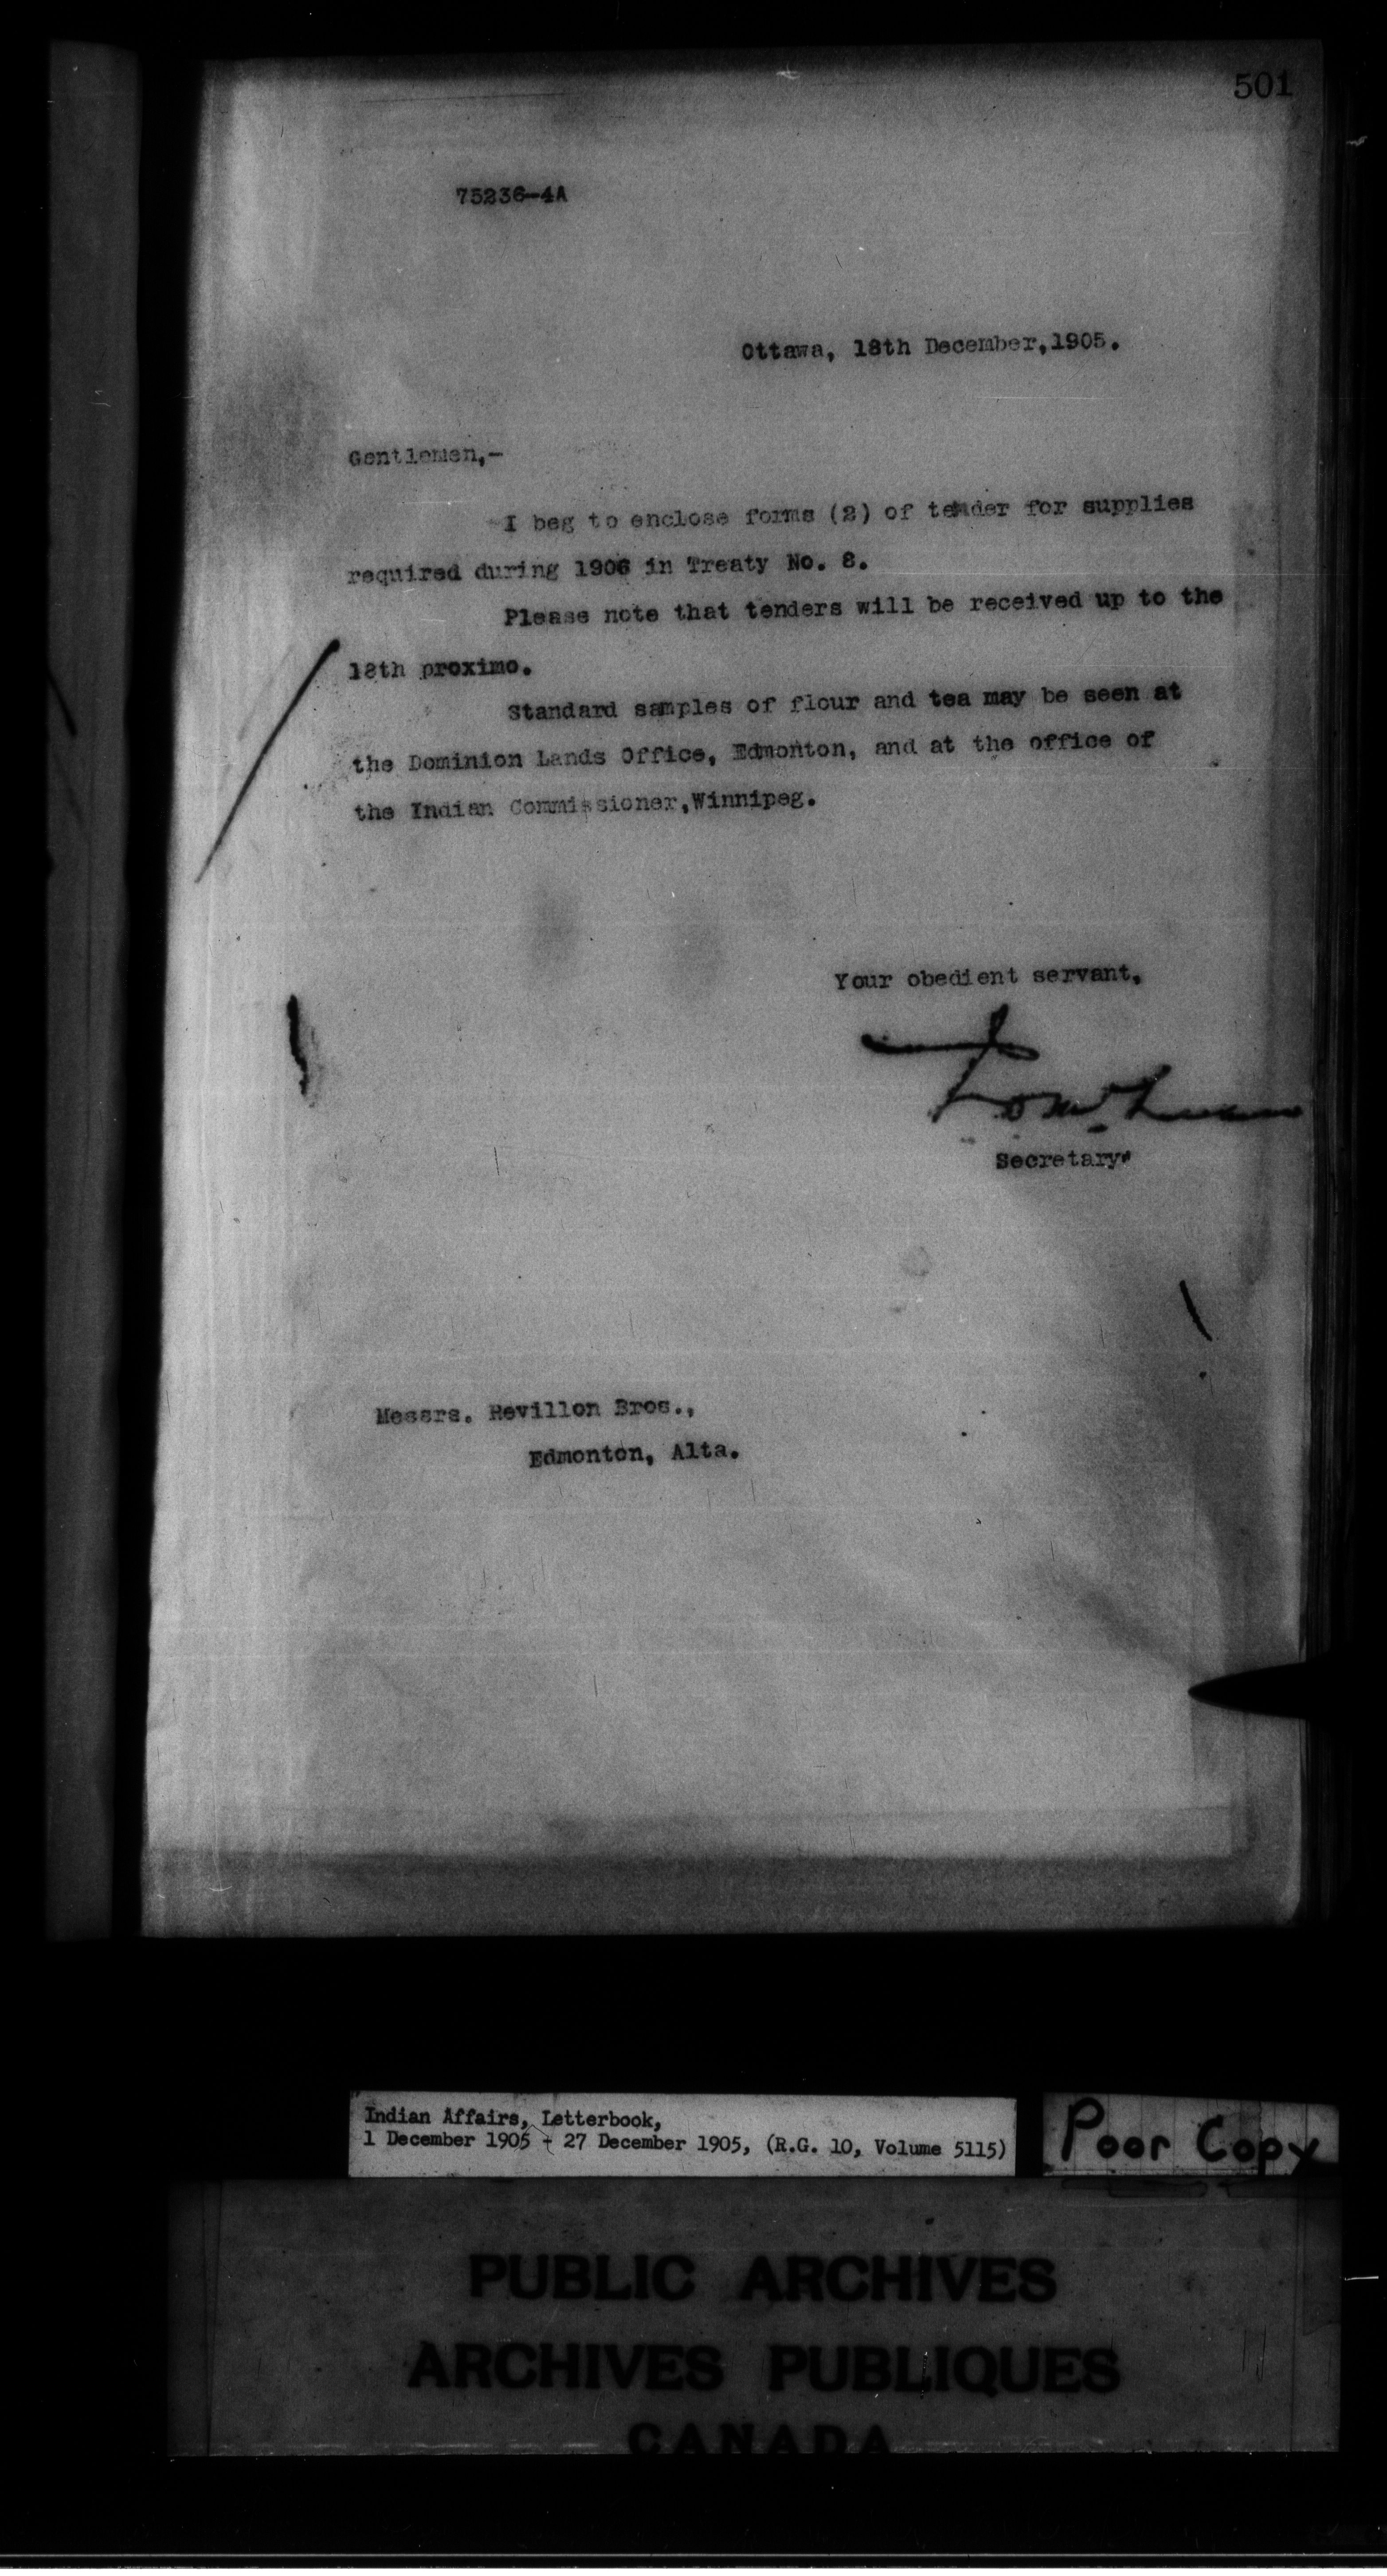 501
75236-4A
Ottawa, 18th December,1905.
Gentlemen,-
I beg to enclose forms (2) of tender for supplies
required during 1906 in Treaty No. 8.
Please note that tenders will be received up to the
18th proximo.
Standard samples of flour and tea may be seen at
the Dominion Lands Office, Edmonton, and at the office of
the Indian Commissioner,Winnipeg.
Your obedient servant,
Secretary.
Messrs. Revillon Bros.,
Edmonton, Alta.
Indian Affairs, Letterbook,
1 December 1905 - 27 December 1905, (R.G. 10, Volume 5115)
Poor Copy
PUBLIC ARCHIVES
ARCHIVES PUBLIQUES
CANADA